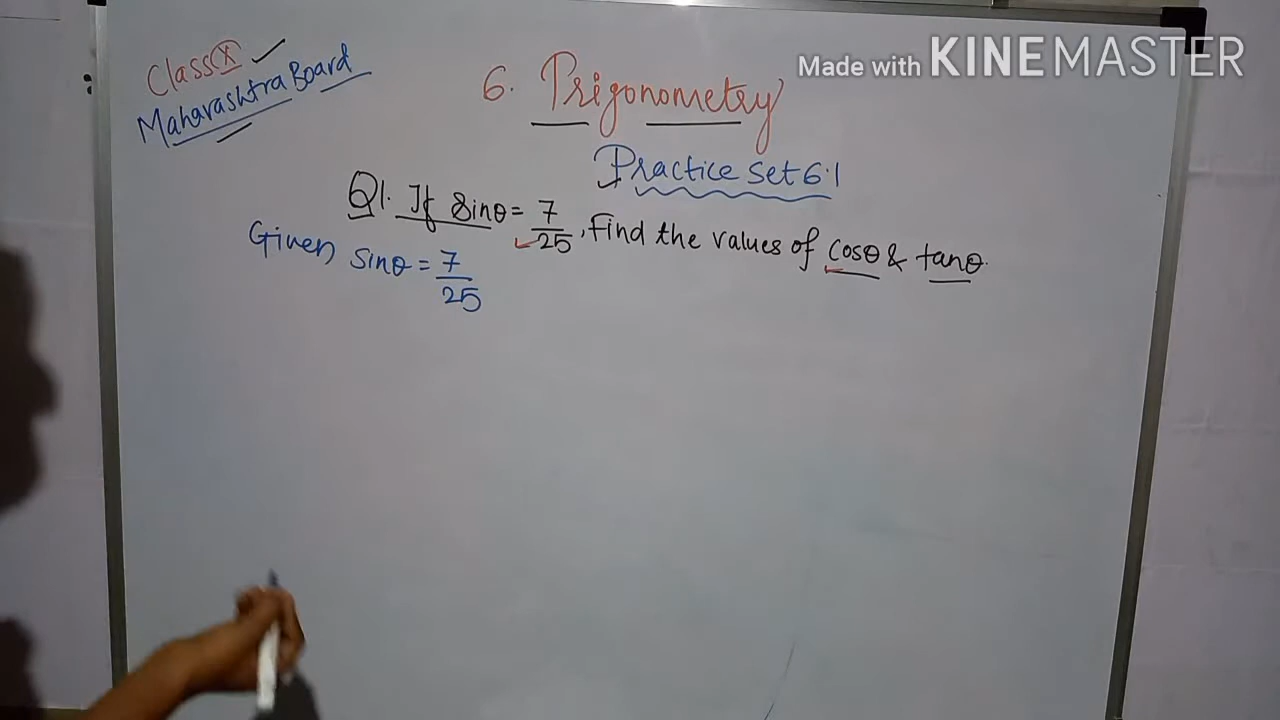 Class X ✓
Maharashtra Board
Made with KINEMASTER
6. Trigonometry
Practice Set 6.1
Q1. If Sinθ = 7/25, Find the values of cosθ & tanθ.
Given sinθ = 7/25